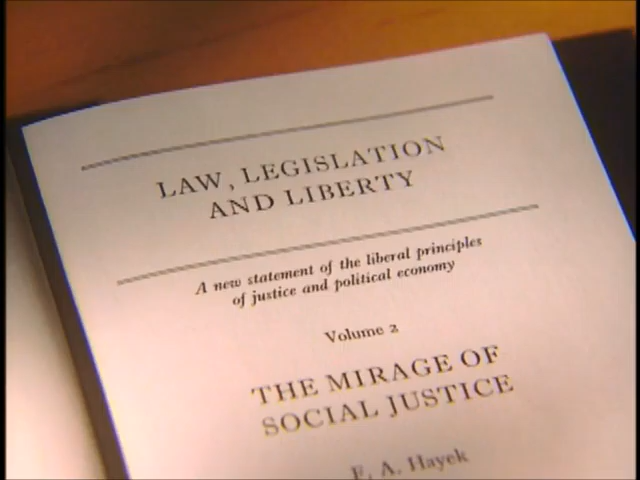 LAW, LEGISLATION
AND LIBERTY
A new statement of the liberal principles
of justice and political economy
Volume 2
THE MIRAGE OF
SOCIAL JUSTICE
F. A. Hayek